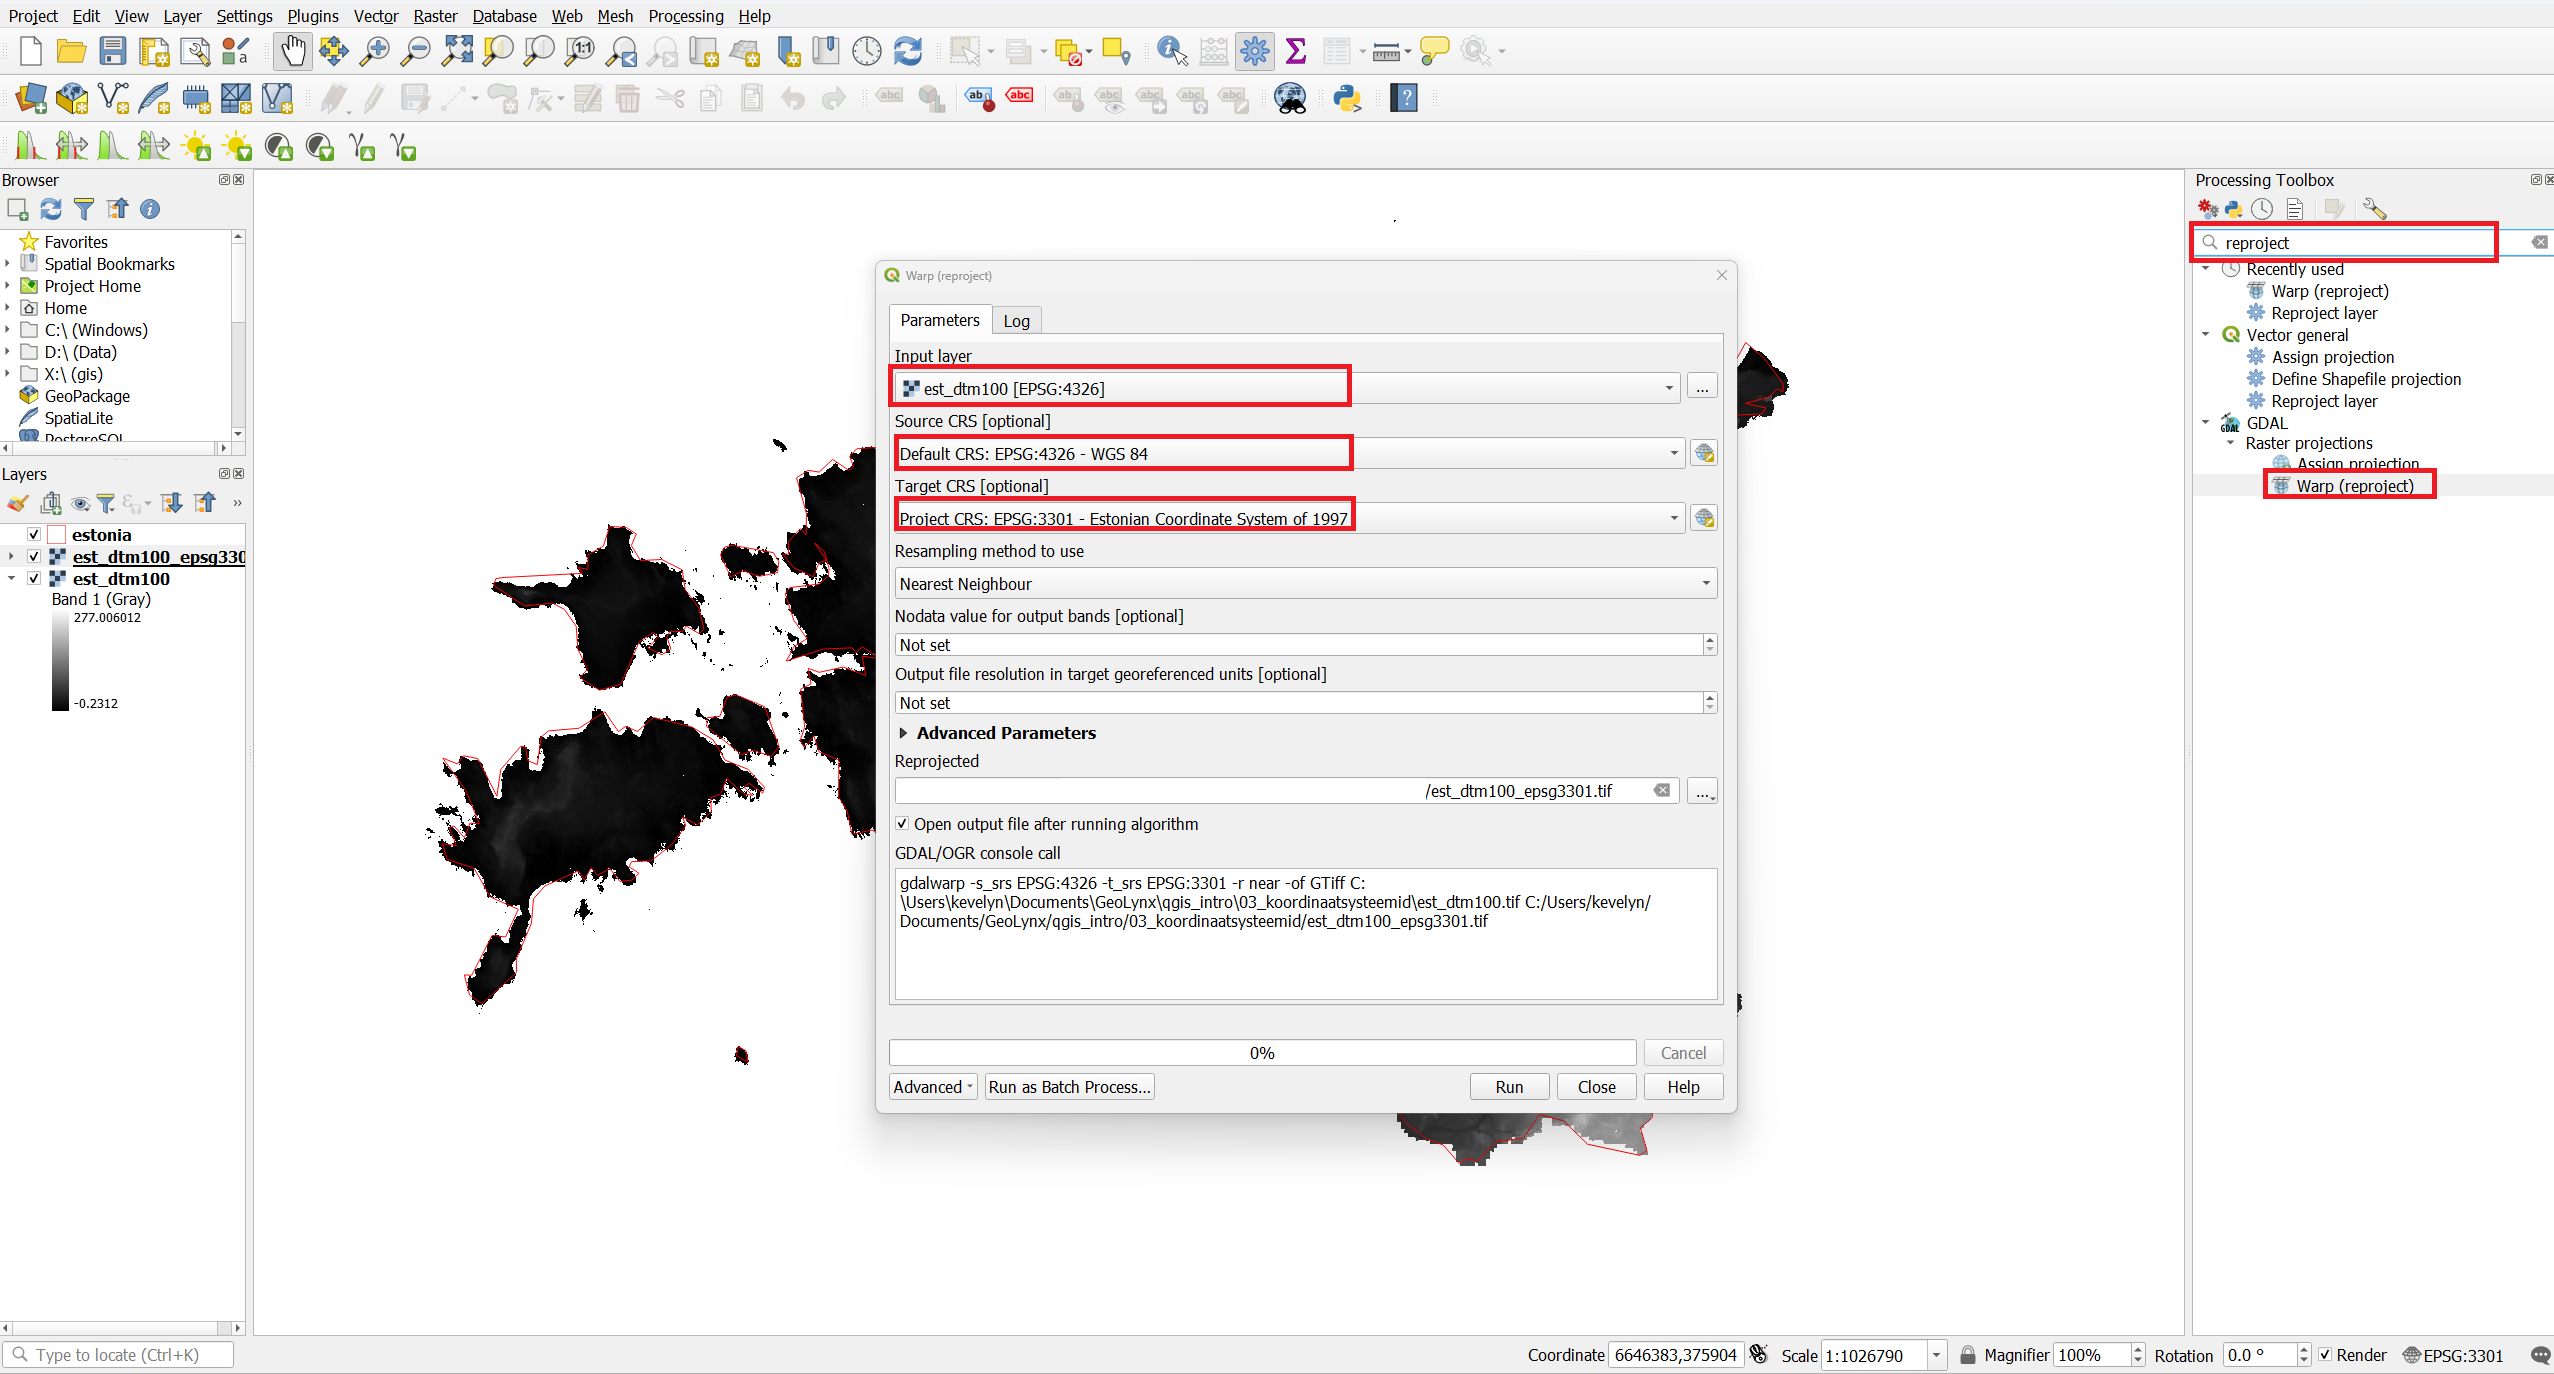 Project Edit View Layer Settings Plugins Vector Raster Database Web Mesh Processing Help
Browser
Favorites
Spatial Bookmarks
Project Home
Home
C:\ (Windows)
D:\ (Data)
X:\ (gis)
GeoPackage
SpatiaLite
PostgreSQL
Layers
estonia
est_dtm100_epsg330
est_dtm100
Band 1 (Gray)
277.006012
-0.2312
Warp (reproject)
Parameters Log
Input layer
est_dtm100 [EPSG:4326]
Source CRS [optional]
Default CRS: EPSG:4326 - WGS 84
Target CRS [optional]
Project CRS: EPSG:3301 - Estonian Coordinate System of 1997
Resampling method to use
Nearest Neighbour
Nodata value for output bands [optional]
Not set
Output file resolution in target georeferenced units [optional]
Not set
Advanced Parameters
Reprojected
/est_dtm100_epsg3301.tif
Open output file after running algorithm
GDAL/OGR console call
gdalwarp -s_srs EPSG:4326 -t_srs EPSG:3301 -r near -of GTiff C:
\Users\kevelyn\Documents\GeoLynx\qgis_intro\03_koordinaatsysteemid\est_dtm100.tif C:/Users/kevelyn/
Documents/GeoLynx/qgis_intro/03_koordinaatsysteemid/est_dtm100_epsg3301.tif
0%
Cancel
Advanced Run as Batch Process... Run Close Help
Processing Toolbox
reproject
Recently used
Warp (reproject)
Reproject layer
Vector general
Assign projection
Define Shapefile projection
Reproject layer
GDAL
Raster projections
Assign projection
Warp (reproject)
Type to locate (Ctrl+K)
Coordinate 6646383,375904 Scale 1:1026790 Magnifier 100% Rotation 0.0 ° Render EPSG:3301